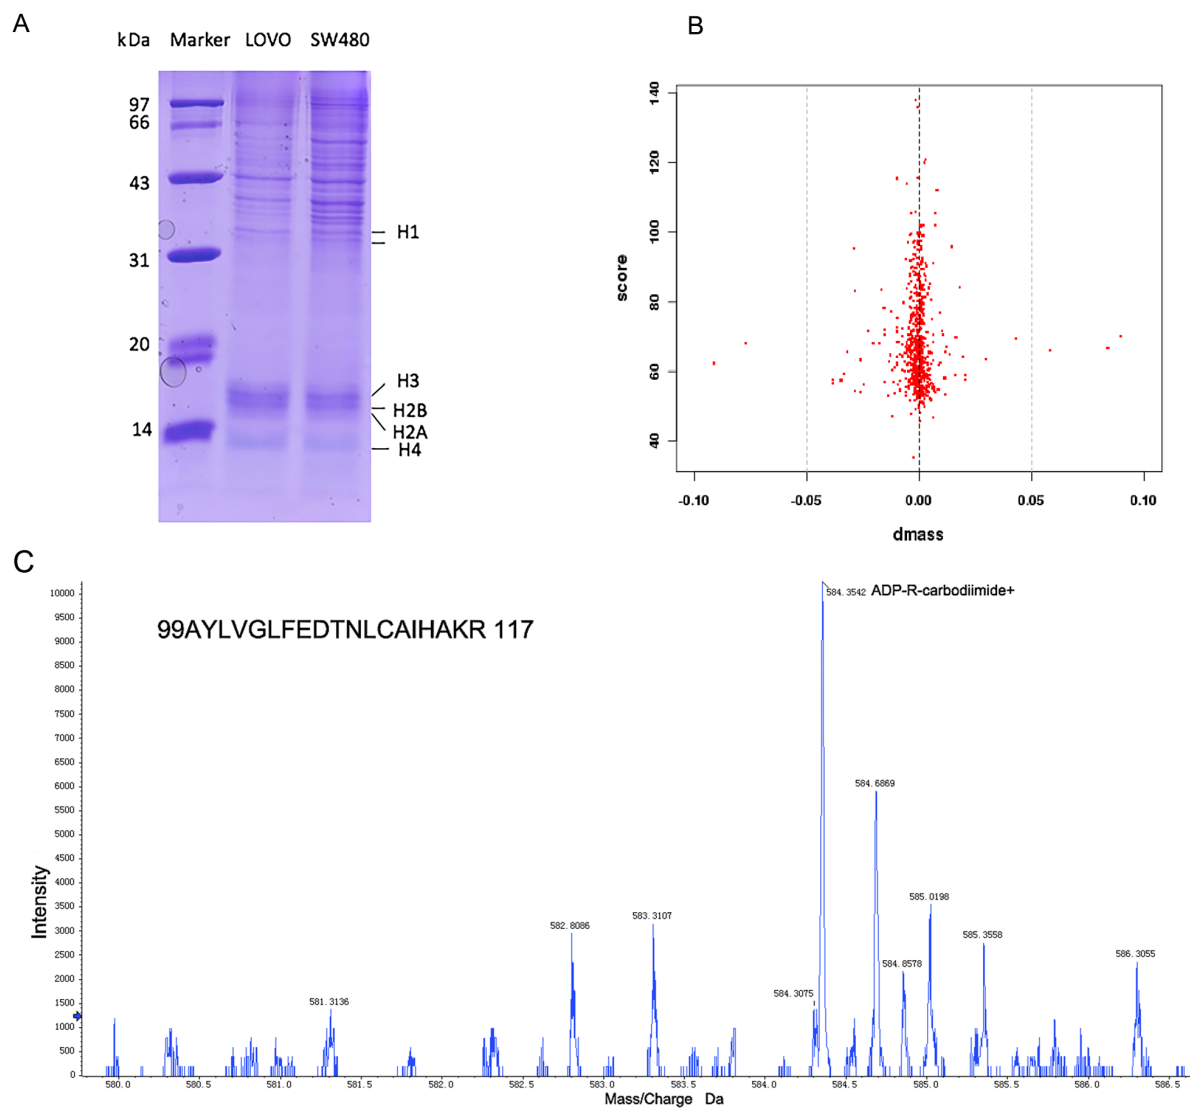 A
kDa Marker LOVO SW480
97
66
43
31
20
14
H1
H3
H2B
H2A
H4
B
score
140
120
100
80
60
40
-0.10 -0.05 0.00 0.05 0.10
dmass
C
99AYLVGLFEDTNLCAIHAKR 117
584.3542 ADP-R-carbodiimide+
584.6869
585.0198
583.3107
582.8086
585.3558
584.8578
586.3055
584.3075
581.3136
Intensity
10000
9500
9000
8500
8000
7500
7000
6500
6000
5500
5000
4500
4000
3500
3000
2500
2000
1500
1000
500
0
580.0 580.5 581.0 581.5 582.0 582.5 583.0 583.5 584.0 584.5 585.0 585.5 586.0 586.5
Mass/Charge Da